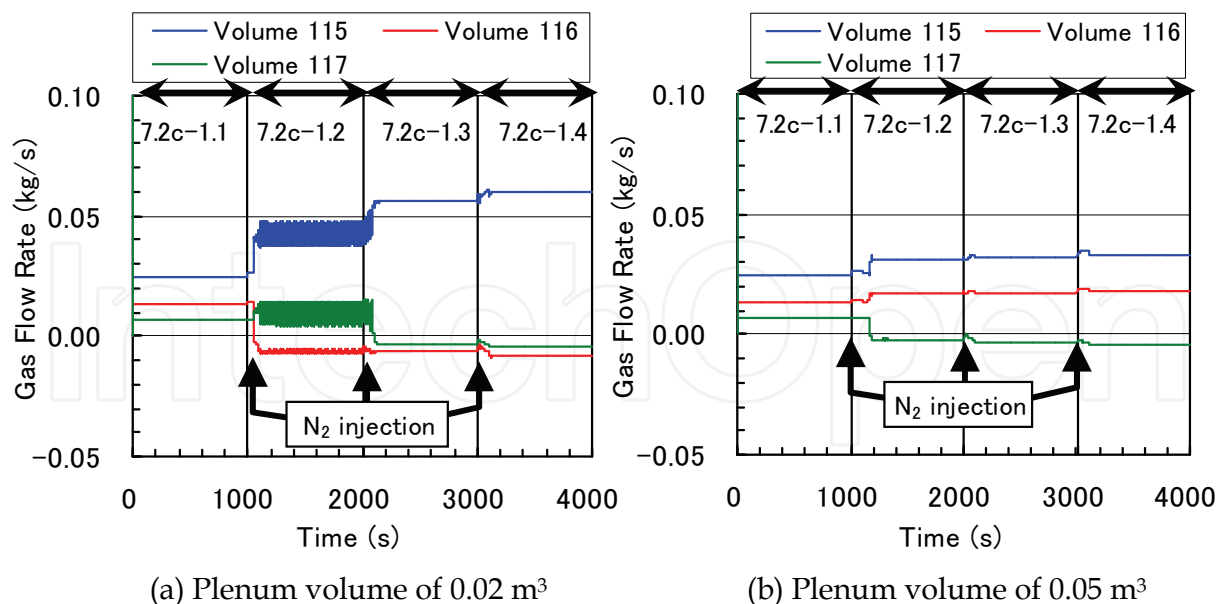 Volume 115
Volume 116
Volume 117
0.10
0.05
0.00
-0.05
Gas Flow Rate (kg/s)
7.2c-1.1
7.2c-1.2
7.2c-1.3
7.2c-1.4
N₂ injection
0
1000
2000
3000
4000
Time (s)
(a) Plenum volume of 0.02 m³
Volume 115
Volume 116
Volume 117
0.10
0.05
0.00
-0.05
Gas Flow Rate (kg/s)
7.2c-1.1
7.2c-1.2
7.2c-1.3
7.2c-1.4
N₂ injection
0
1000
2000
3000
4000
Time (s)
(b) Plenum volume of 0.05 m³
IntechOpen